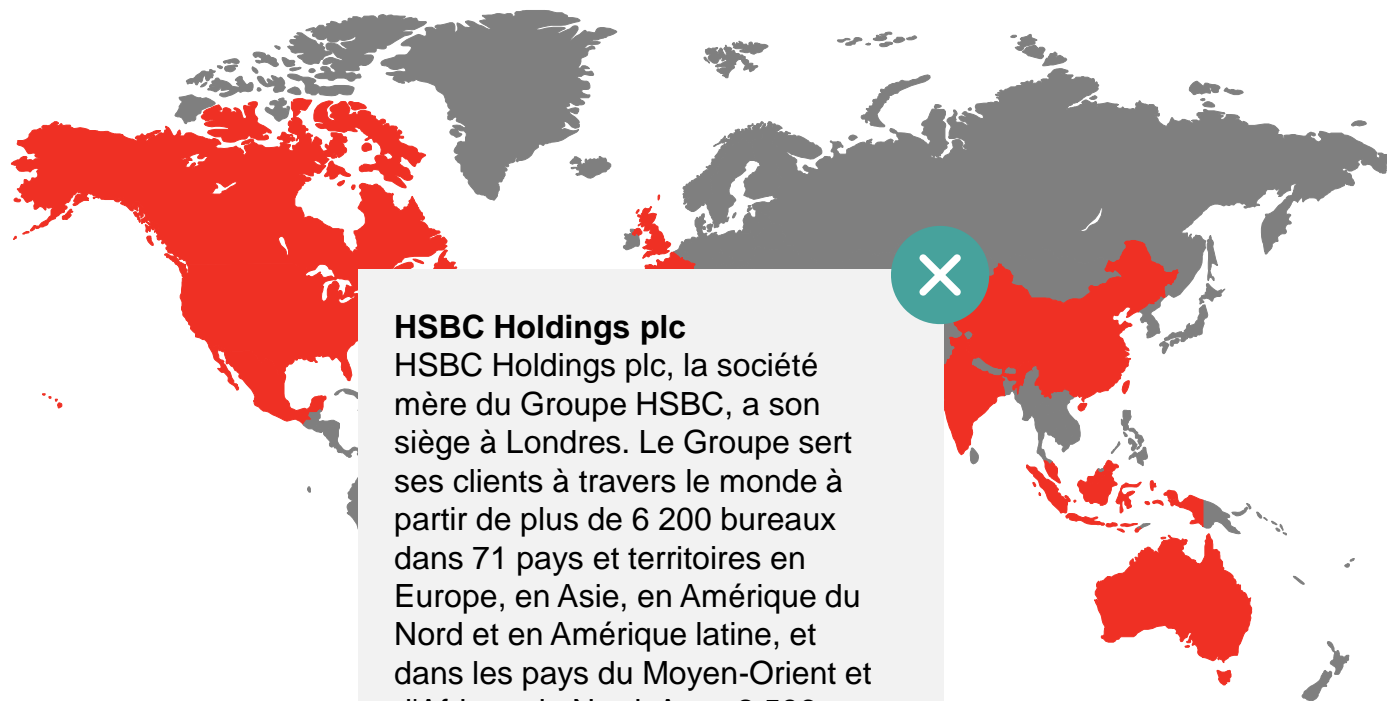 HSBC Holdings plc
HSBC Holdings plc, la société
mère du Groupe HSBC, a son
siège à Londres. Le Groupe sert
ses clients à travers le monde à
partir de plus de 6 200 bureaux
dans 71 pays et territoires en
Europe, en Asie, en Amérique du
Nord et en Amérique latine, et
dans les pays du Moyen-Orient et